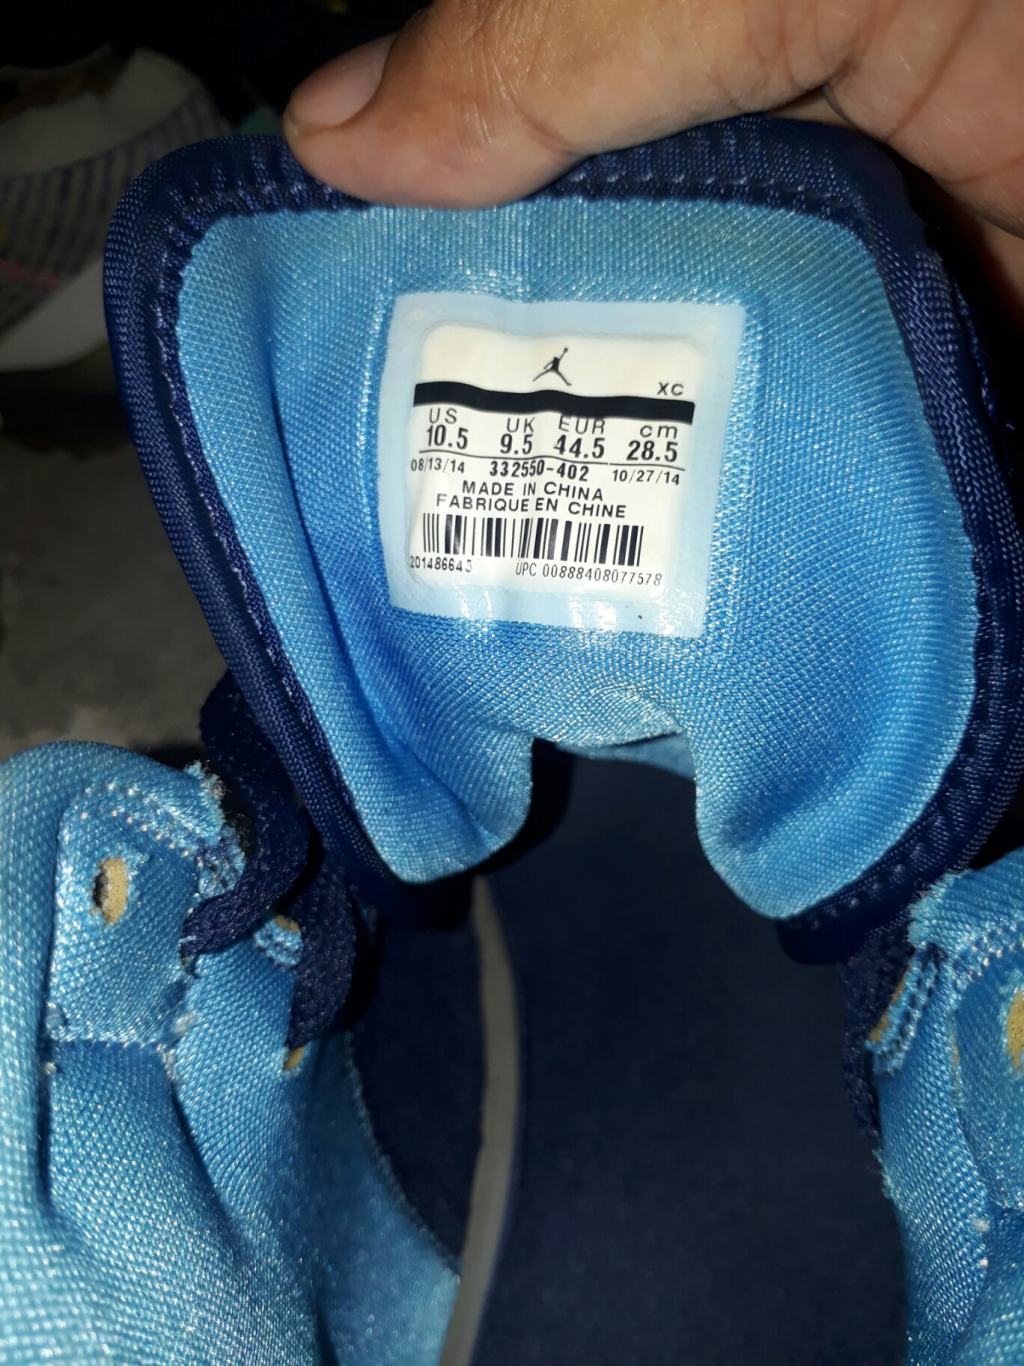 XC
US UK EUR cm
10.5 9.5 44.5 28.5
08/13/14 332550-402 10/27/14
MADE IN CHINA
FABRIQUE EN CHINE
201486643 UPC 00888408077578